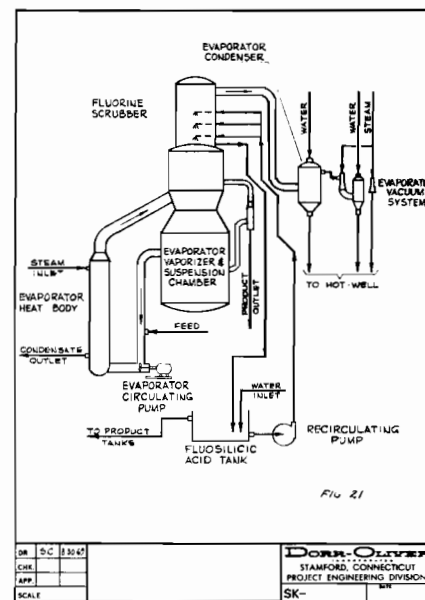 EVAPORATOR
CONDENSER
FLUORINE
SCRUBBER
WATER
WATER
STEAM
EVAPORATOR
VACUUM
SYSTEM
STEAM
INLET
EVAPORATOR
HEAT BODY
EVAPORATOR
VAPORIZER &
SUSPENSION
CHAMBER
PRODUCT
OUTLET
TO HOT-WELL
FEED
CONDENSATE
OUTLET
EVAPORATOR
CIRCULATING
PUMP
WATER
INLET
TO PRODUCT
TANKS
FLUOSILICIC
ACID TANK
RECIRCULATING
PUMP
FIG 21
DR
SC
CHK.
APP.
SCALE
DORR-OLIVER
STAMFORD, CONNECTICUT
PROJECT ENGINEERING DIVISION
SK-
DATE